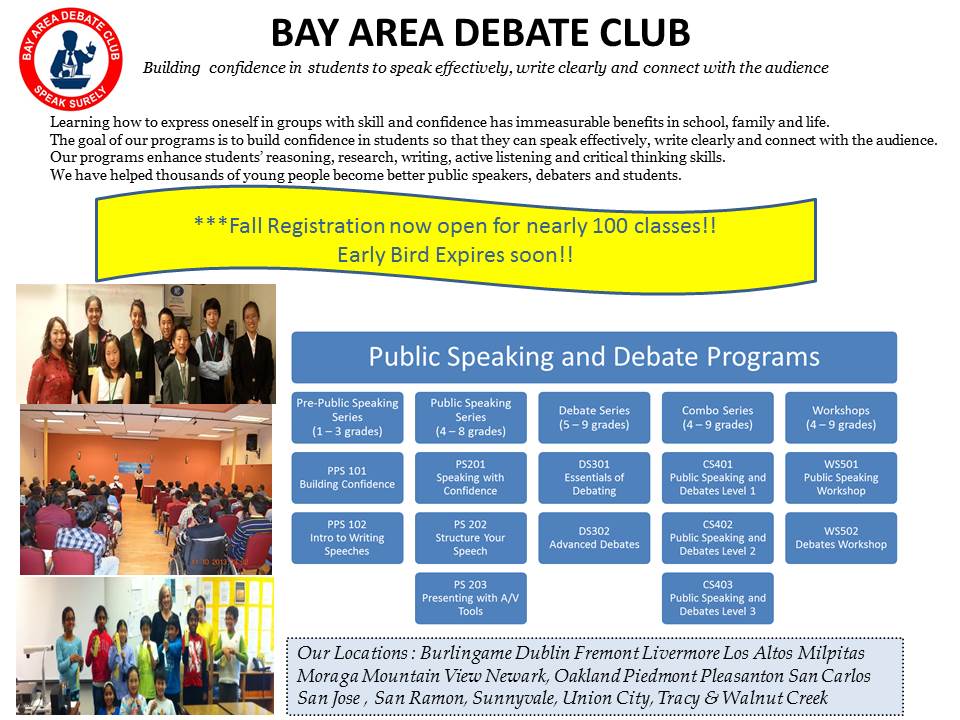 BAY AREA DEBATE CLUB
SPEAK SURELY
BAY AREA DEBATE CLUB
Building confidence in students to speak effectively, write clearly and connect with the audience
Learning how to express oneself in groups with skill and confidence has immeasurable benefits in school, family and life.
The goal of our programs is to build confidence in students so that they can speak effectively, write clearly and connect with the audience.
Our programs enhance students’ reasoning, research, writing, active listening and critical thinking skills.
We have helped thousands of young people become better public speakers, debaters and students.
***Fall Registration now open for nearly 100 classes!!
Early Bird Expires soon!!
Public Speaking and Debate Programs
Pre-Public Speaking
Series
(1 – 3 grades)
Public Speaking
Series
(4 – 8 grades)
Debate Series
(5 – 9 grades)
Combo Series
(4 – 9 grades)
Workshops
(4 – 9 grades)
PPS 101
Building Confidence
PS201
Speaking with
Confidence
DS301
Essentials of
Debating
CS401
Public Speaking and
Debates Level 1
WS501
Public Speaking
Workshop
PPS 102
Intro to Writing
Speeches
PS 202
Structure Your
Speech
DS302
Advanced Debates
CS402
Public Speaking and
Debates Level 2
WS502
Debates Workshop
PS 203
Presenting with A/V
Tools
CS403
Public Speaking and
Debates Level 3
Our Locations : Burlingame Dublin Fremont Livermore Los Altos Milpitas
Moraga Mountain View Newark, Oakland Piedmont Pleasanton San Carlos
San Jose , San Ramon, Sunnyvale, Union City, Tracy & Walnut Creek